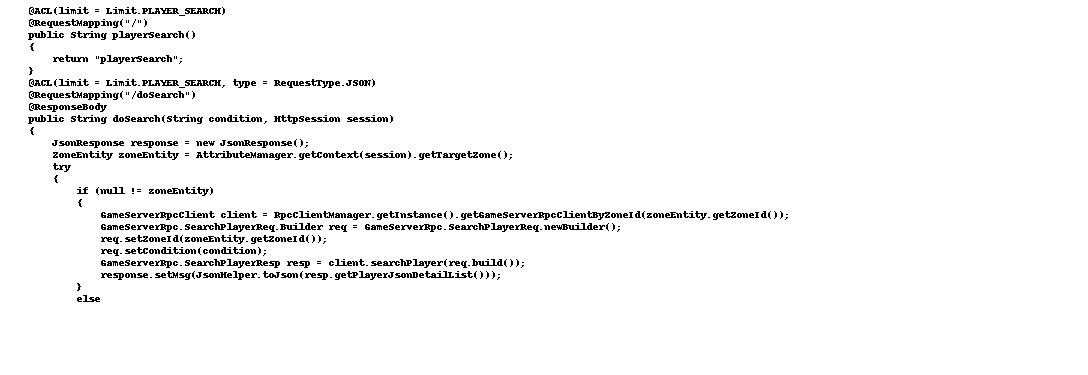 @ACL(limit = Limit.PLAYER_SEARCH)
@RequestMapping("/")
public String playerSearch()
{
return "playerSearch";
}
@ACL(limit = Limit.PLAYER_SEARCH, type = RequestType.JSON)
@RequestMapping("/doSearch")
@ResponseBody
public String doSearch(String condition, HttpSession session)
{
JsonResponse response = new JsonResponse();
ZoneEntity zoneEntity = AttributeManager.getContext(session).getTargetZone();
try
{
if (null != zoneEntity)
{
GameServerRpcClient client = RpcClientManager.getInstance().getGameServerRpcClientByZoneId(zoneEntity.getZoneId());
GameServerRpc.SearchPlayerReq.Builder req = GameServerRpc.SearchPlayerReq.newBuilder();
req.setZoneId(zoneEntity.getZoneId());
req.setCondition(condition);
GameServerRpc.SearchPlayerResp resp = client.searchPlayer(req.build());
response.setMsg(JsonHelper.toJson(resp.getPlayerJsonDetailList()));
}
else